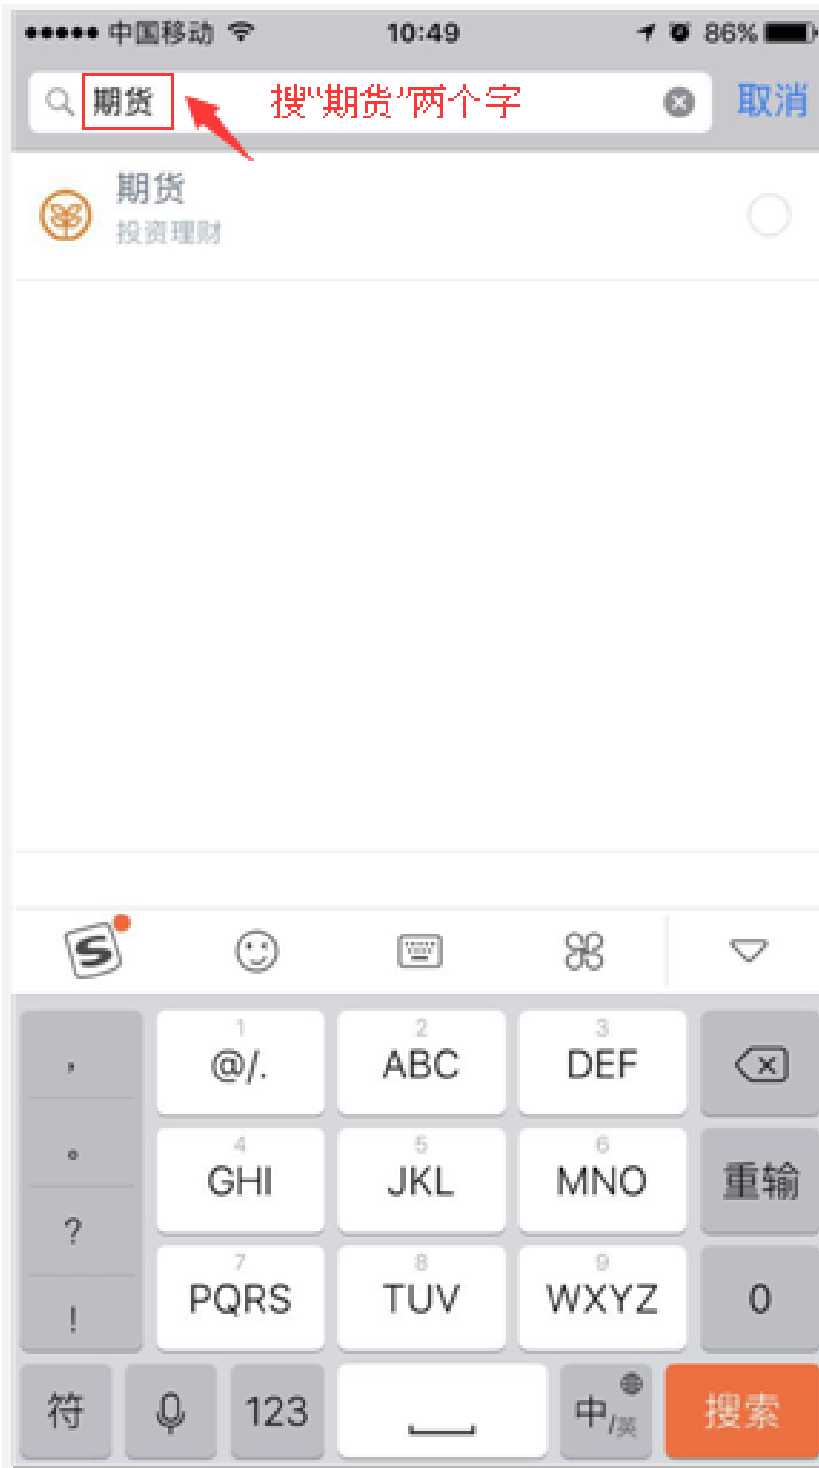 中国移动 10:49 86%
期货 搜"期货"两个字 取消
期货
投资理财
S
, 1 @/. 2 ABC 3 DEF
。 4 GHI 5 JKL 6 MNO 重输
? 7 PQRS 8 TUV 9 WXYZ 0
!
符 123 中/英 搜索